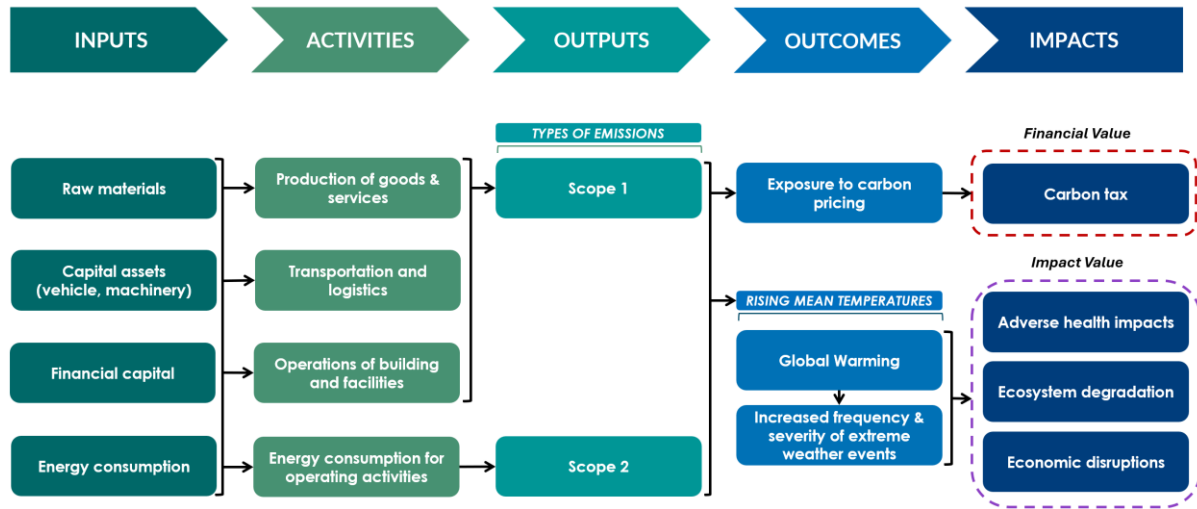 INPUTS
ACTIVITIES
OUTPUTS
OUTCOMES
IMPACTS
TYPES OF EMISSIONS
Financial Value
Raw materials
Production of goods &
services
Scope 1
Exposure to carbon
pricing
Carbon tax
Capital assets
(vehicle, machinery)
Transportation and
logistics
Impact Value
RISING MEAN TEMPERATURES
Adverse health impacts
Financial capital
Operations of building
and facilities
Global Warming
Ecosystem degradation
Energy consumption
Energy consumption for
operating activities
Scope 2
Increased frequency &
severity of extreme
weather events
Economic disruptions